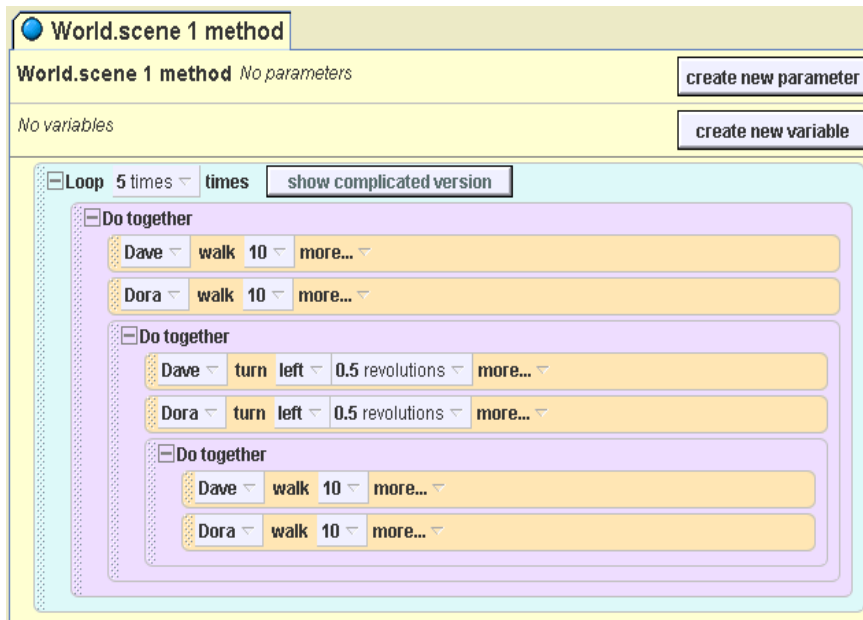 World.scene 1 method
World.scene 1 method No parameters create new parameter
No variables create new variable
Loop 5 times times show complicated version
Do together
Dave walk 10 more...
Dora walk 10 more...
Do together
Dave turn left 0.5 revolutions more...
Dora turn left 0.5 revolutions more...
Do together
Dave walk 10 more...
Dora walk 10 more...